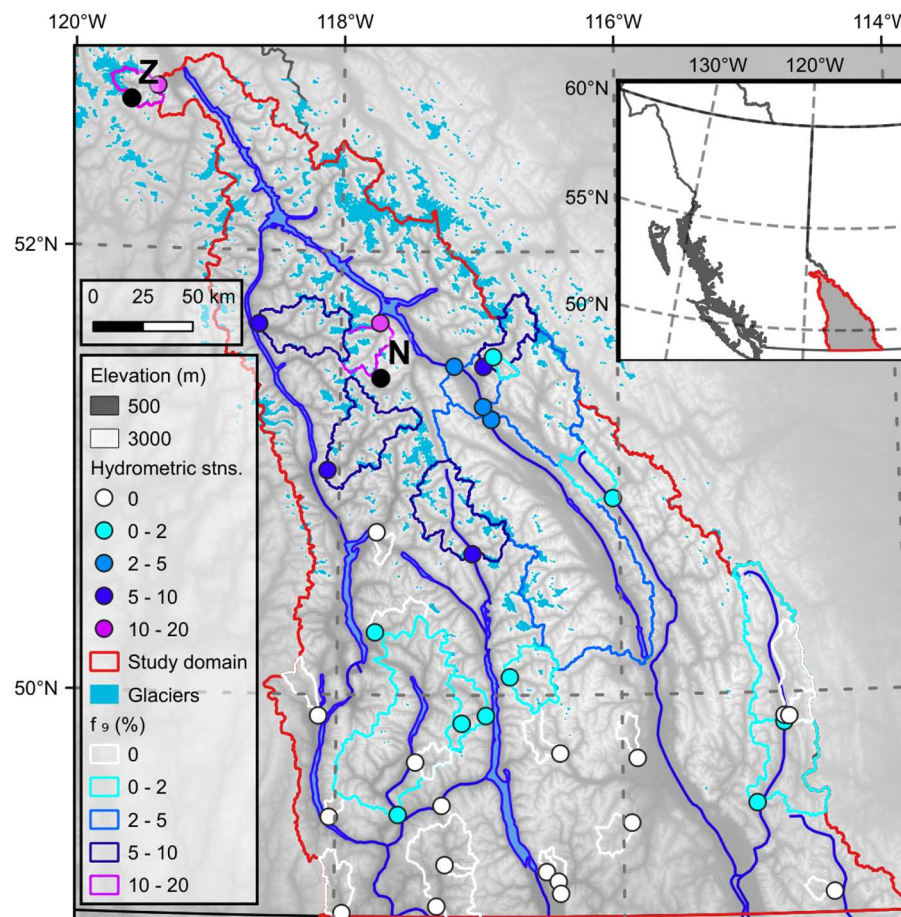 120°W 118°W 116°W 114°W
Z
130°W 120°W
60°N
55°N
50°N
52°N
0 25 50 km
N
Elevation (m)
500
3000
Hydrometric stns.
0
0 - 2
2 - 5
5 - 10
10 - 20
Study domain
Glaciers
f ₉ (%)
0
0 - 2
2 - 5
5 - 10
10 - 20
50°N